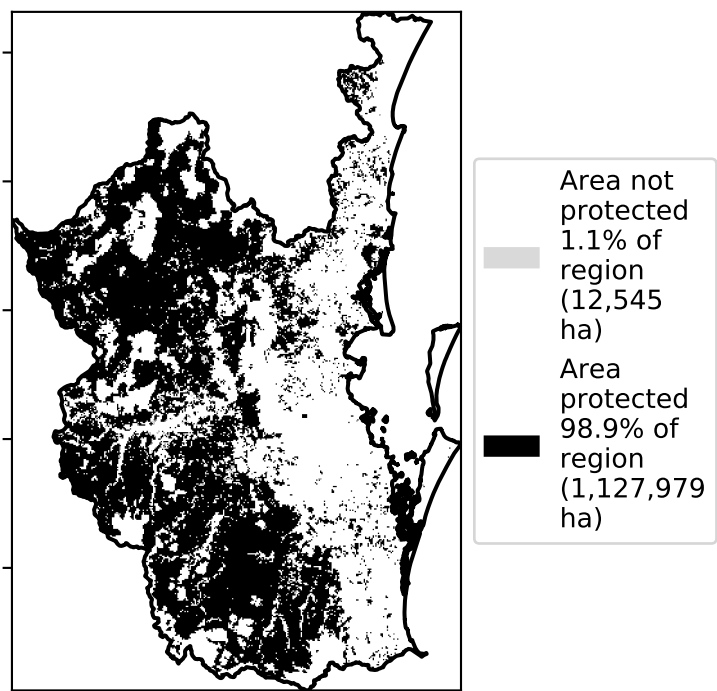 Area not
protected
1.1% of
region
(12,545
ha)
Area
protected
98.9% of
region
(1,127,979
ha)